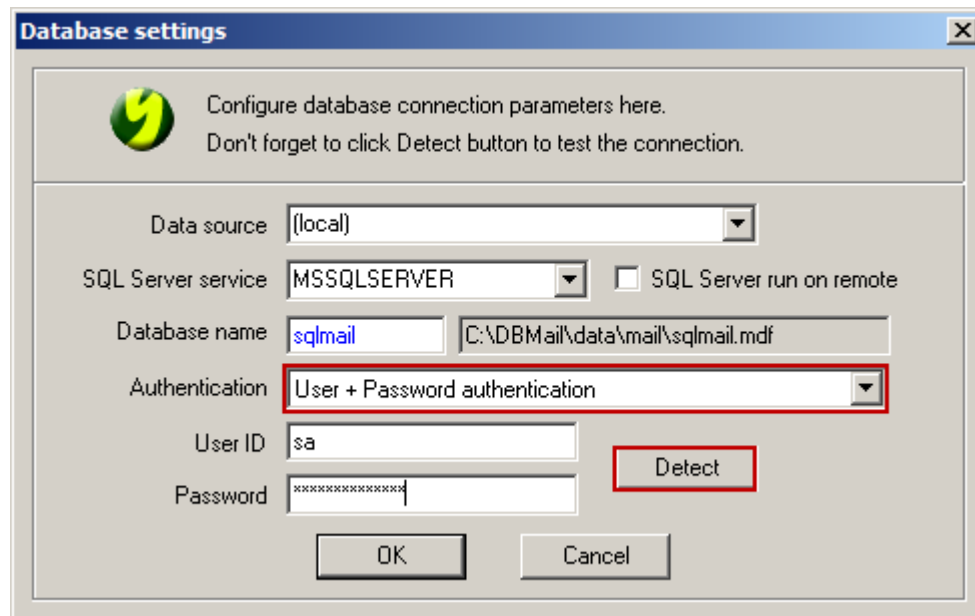 Database settings
Configure database connection parameters here.
Don't forget to click Detect button to test the connection.
Data source (local)
SQL Server service MSSQLSERVER SQL Server run on remote
Database name sqlmail C:\DBMail\data\mail\sqlmail.mdf
Authentication User + Password authentication
User ID sa
Detect
Password **************
OK Cancel